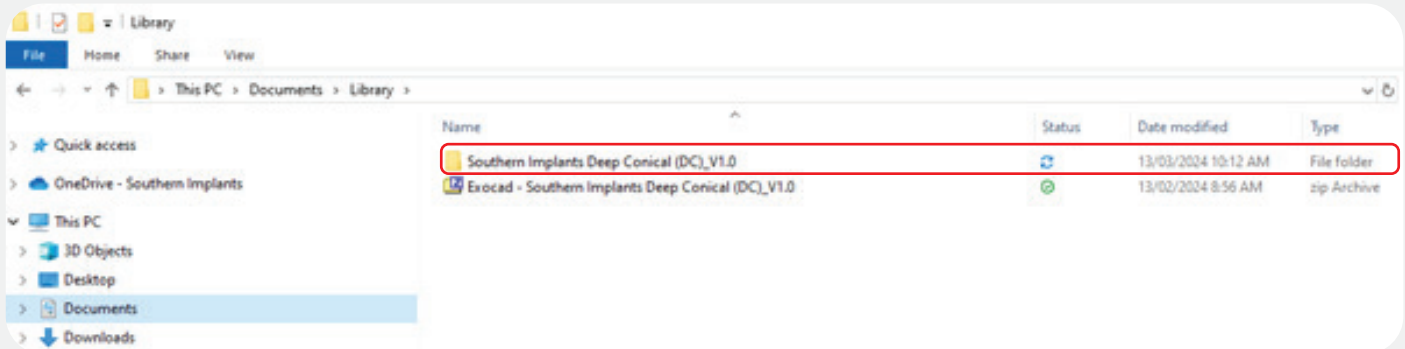 Library
File Home Share View
This PC > Documents > Library >
Name Status Date modified Type
Quick access
Southern Implants Deep Conical (DC)_V1.0 13/03/2024 10:12 AM File folder
OneDrive - Southern Implants
Exocad - Southern Implants Deep Conical (DC)_V1.0 13/02/2024 8:56 AM zip Archive
This PC
3D Objects
Desktop
Documents
Downloads